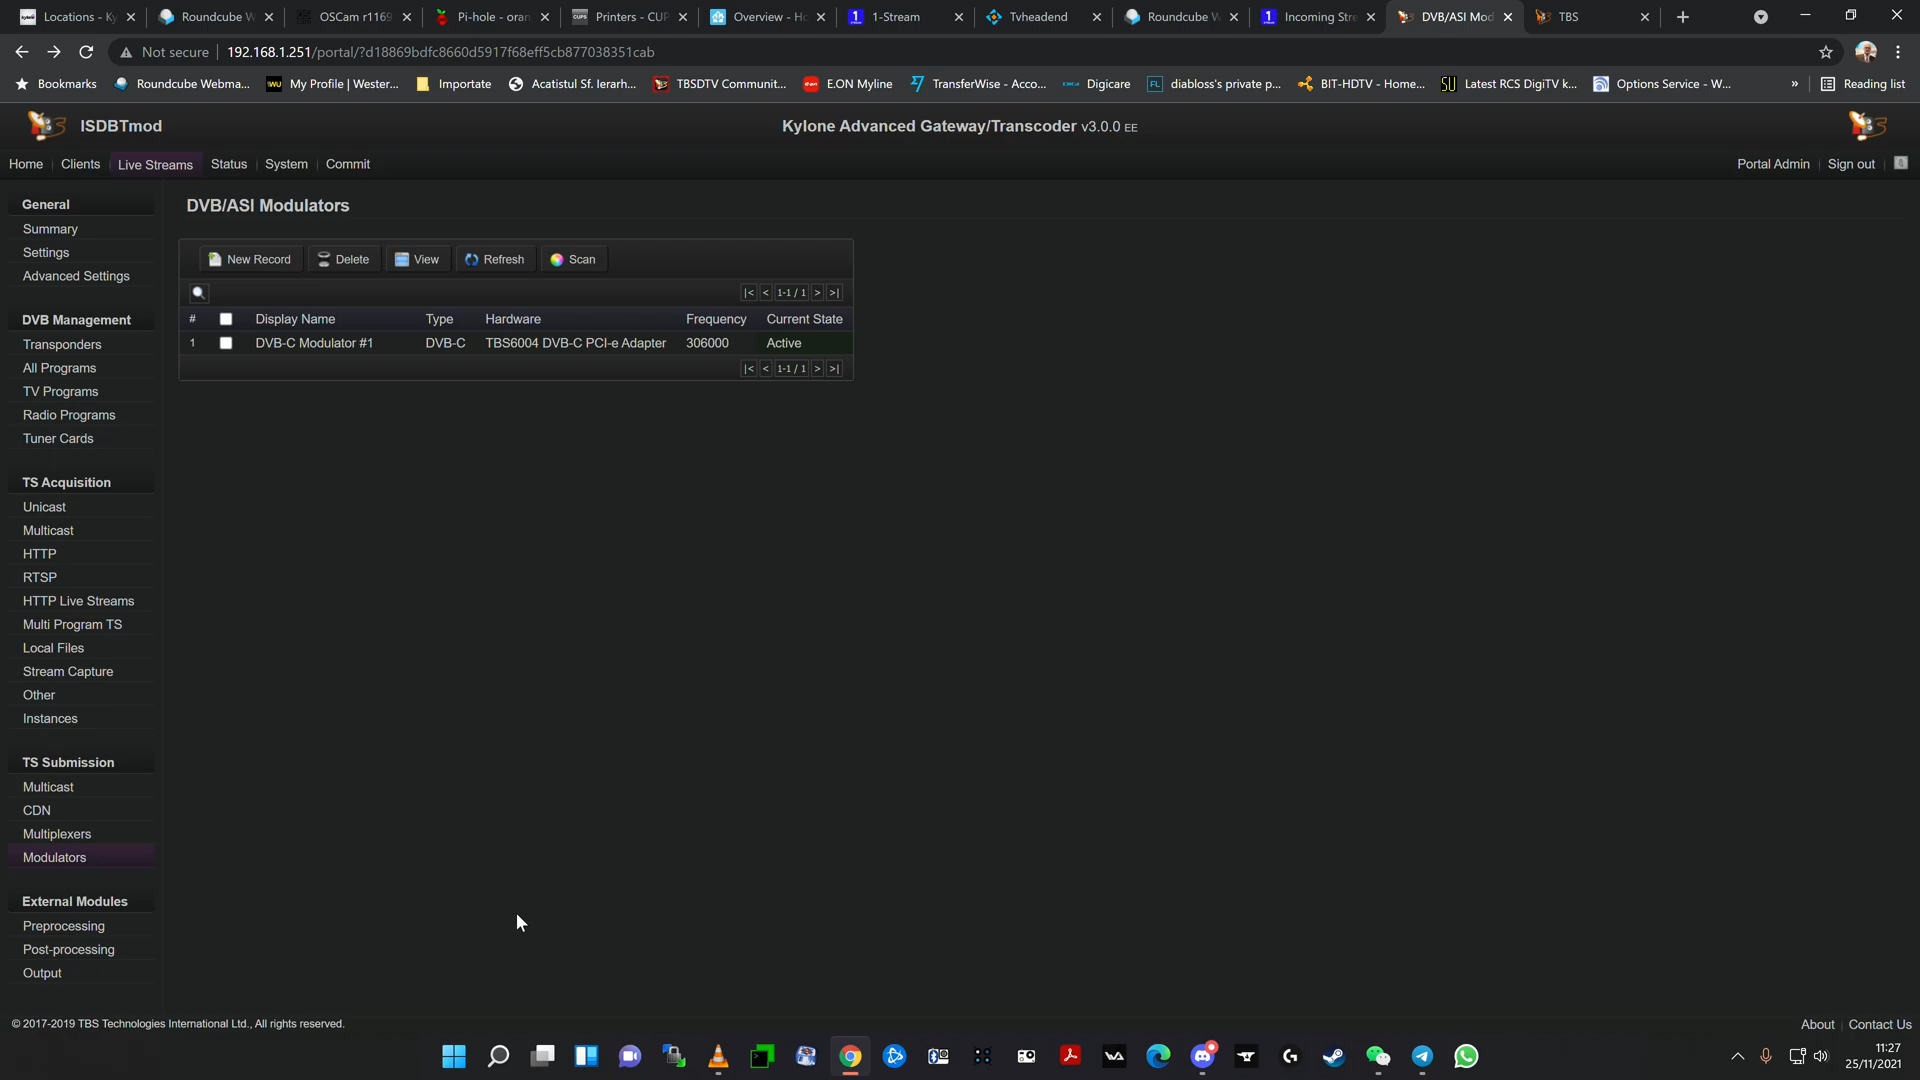 Locations - Ky
Roundcube W
OSCam r1169
Pi-hole - oran
Printers - CUP
Overview - Ho
1-Stream
Tvheadend
Roundcube W
Incoming Stre
DVB/ASI Mod
TBS
Not secure
192.168.1.251/portal/?d18869bdfc8660d5917f68eff5cb877038351cab
Bookmarks
Roundcube Webma...
My Profile | Wester...
Importate
Acatistul Sf. Ierarh...
TBSDTV Communit...
E.ON Myline
TransferWise - Acco...
Digicare
diabloss's private p...
BIT-HDTV - Home...
Latest RCS DigiTV k...
Options Service - W...
»
Reading list
ISDBTmod
Kylone Advanced Gateway/Transcoder v3.0.0 EE
Home
Clients
Live Streams
Status
System
Commit
Portal Admin
Sign out
General
Summary
Settings
Advanced Settings
DVB Management
Transponders
All Programs
TV Programs
Radio Programs
Tuner Cards
TS Acquisition
Unicast
Multicast
HTTP
RTSP
HTTP Live Streams
Multi Program TS
Local Files
Stream Capture
Other
Instances
TS Submission
Multicast
CDN
Multiplexers
Modulators
External Modules
Preprocessing
Post-processing
Output
DVB/ASI Modulators
New Record
Delete
View
Refresh
Scan
|< < 1-1 / 1 > >|
# Display Name Type Hardware Frequency Current State
1 DVB-C Modulator #1 DVB-C TBS6004 DVB-C PCI-e Adapter 306000 Active
|< < 1-1 / 1 > >|
© 2017-2019 TBS Technologies International Ltd., All rights reserved.
About
Contact Us
11:27
25/11/2021